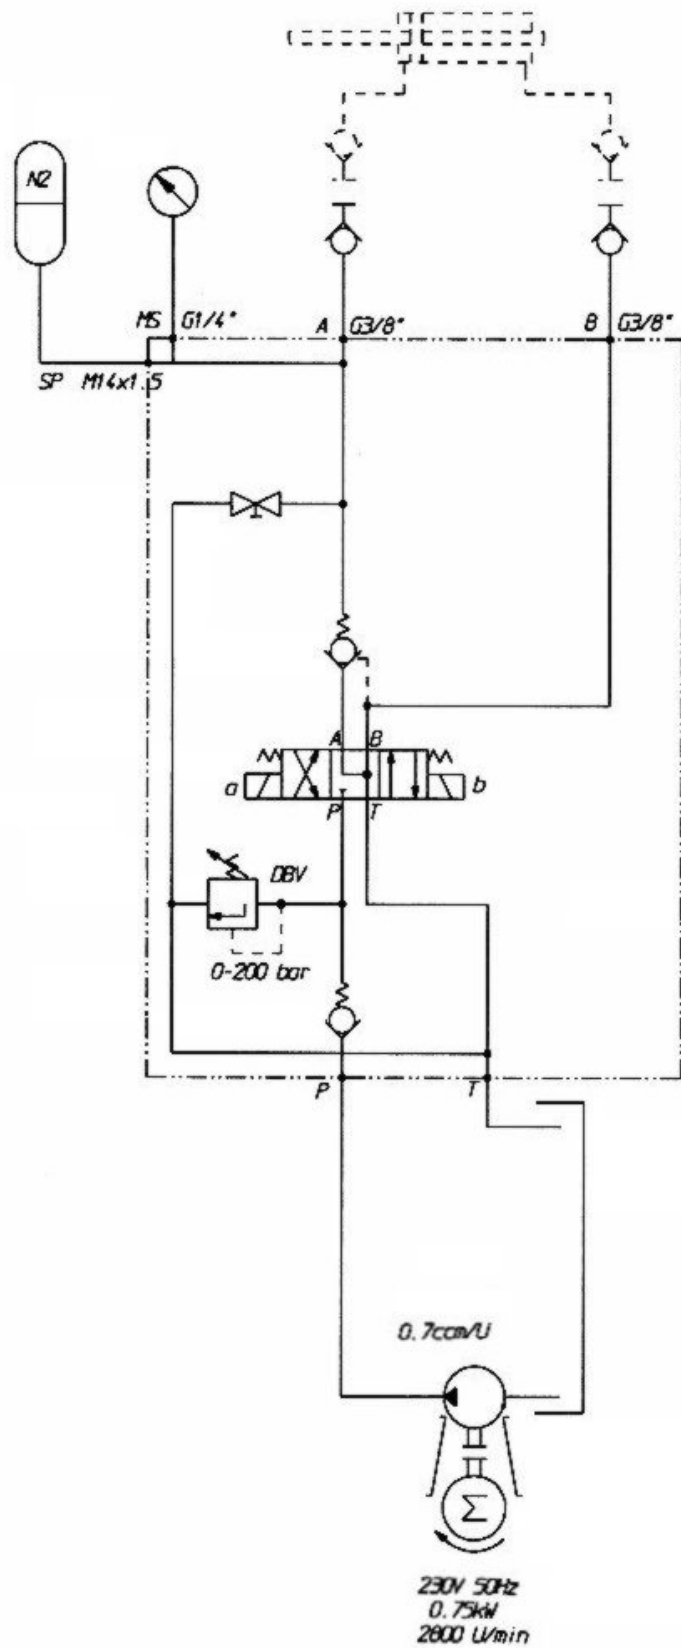 N2
MS G1/4"
A G3/8"
B G3/8"
SP M14x1.5
A B
a
b
P T
DBV
0-200 bar
P
T
0.7ccm/U
Σ
230V 50Hz
0.75kW
2800 U/min